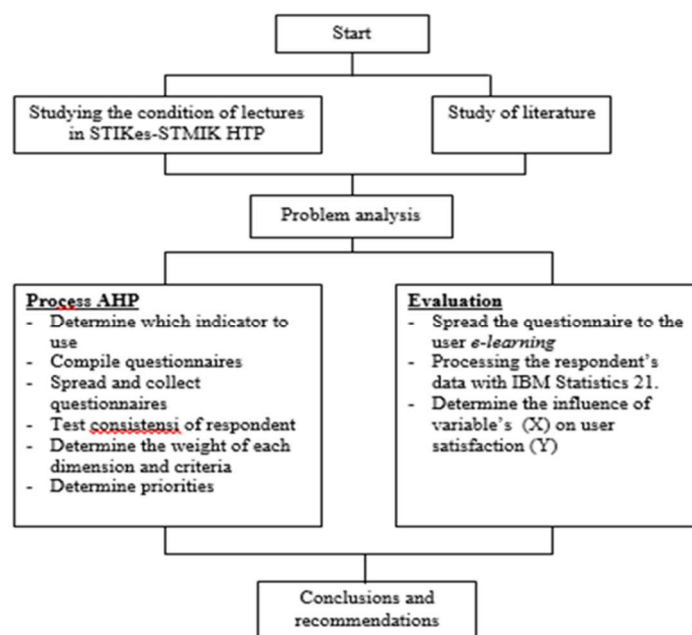 Start
Studying the condition of lectures
in STIKes-STMIK HTP
Study of literature
Problem analysis
Process AHP
- Determine which indicator to
use
- Compile questionnaires
- Spread and collect
questionnaires
- Test consistensi of respondent
- Determine the weight of each
dimension and criteria
- Determine priorities
Evaluation
- Spread the questionnaire to the
user e-learning
- Processing the respondent's
data with IBM Statistics 21.
- Determine the influence of
variable's (X) on user
satisfaction (Y)
Conclusions and
recommendations